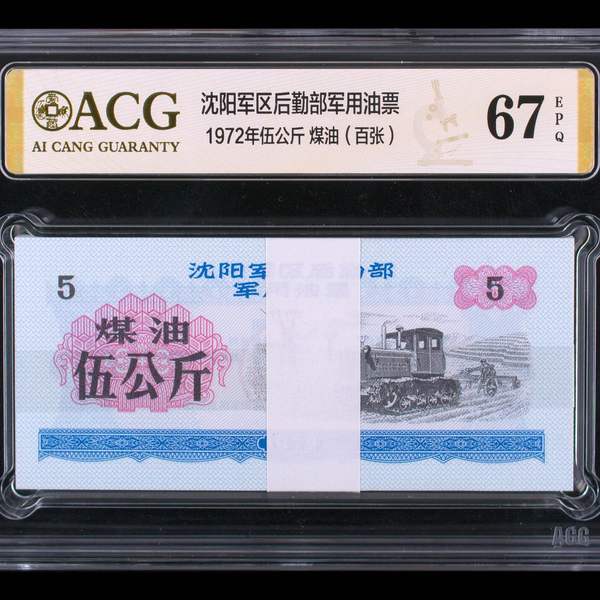 ACG
AI CANG GUARANTY
沈阳军区后勤部军用油票
1972年伍公斤 煤油(百张)
67
EPQ
沈阳军区后勤部
军用油票
5
5
煤油
伍公斤
ACG